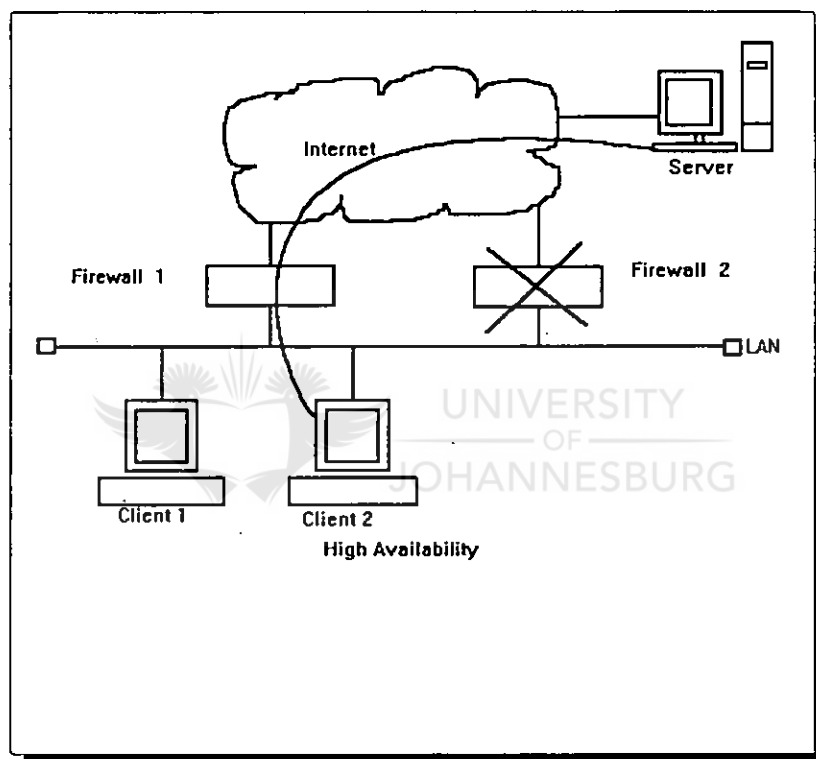 Internet
Server
Firewall 1
Firewall 2
LAN
UNIVERSITY
OF
JOHANNESBURG
Client 1
Client 2
High Availability